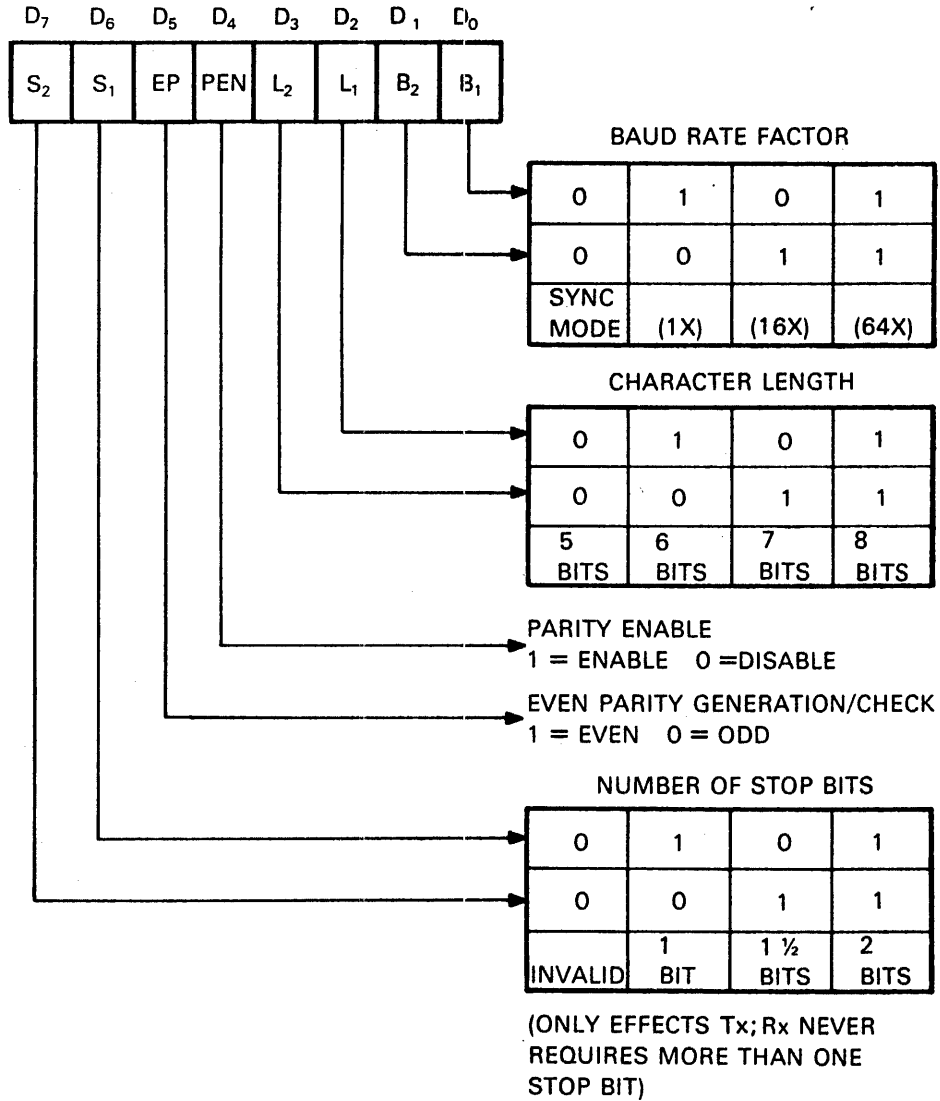 D₇ D₆ D₅ D₄ D₃ D₂ D₁ D₀
S₂ S₁ EP PEN L₂ L₁ B₂ B₁
BAUD RATE FACTOR
0 1 0 1
0 0 1 1
SYNC
MODE (1X) (16X) (64X)
CHARACTER LENGTH
0 1 0 1
0 0 1 1
5 6 7 8
BITS BITS BITS BITS
PARITY ENABLE
1 = ENABLE 0 =DISABLE
EVEN PARITY GENERATION/CHECK
1 = EVEN 0 = ODD
NUMBER OF STOP BITS
0 1 0 1
0 0 1 1
1 1 ½ 2
INVALID BIT BITS BITS
(ONLY EFFECTS Tx; Rx NEVER
REQUIRES MORE THAN ONE
STOP BIT)